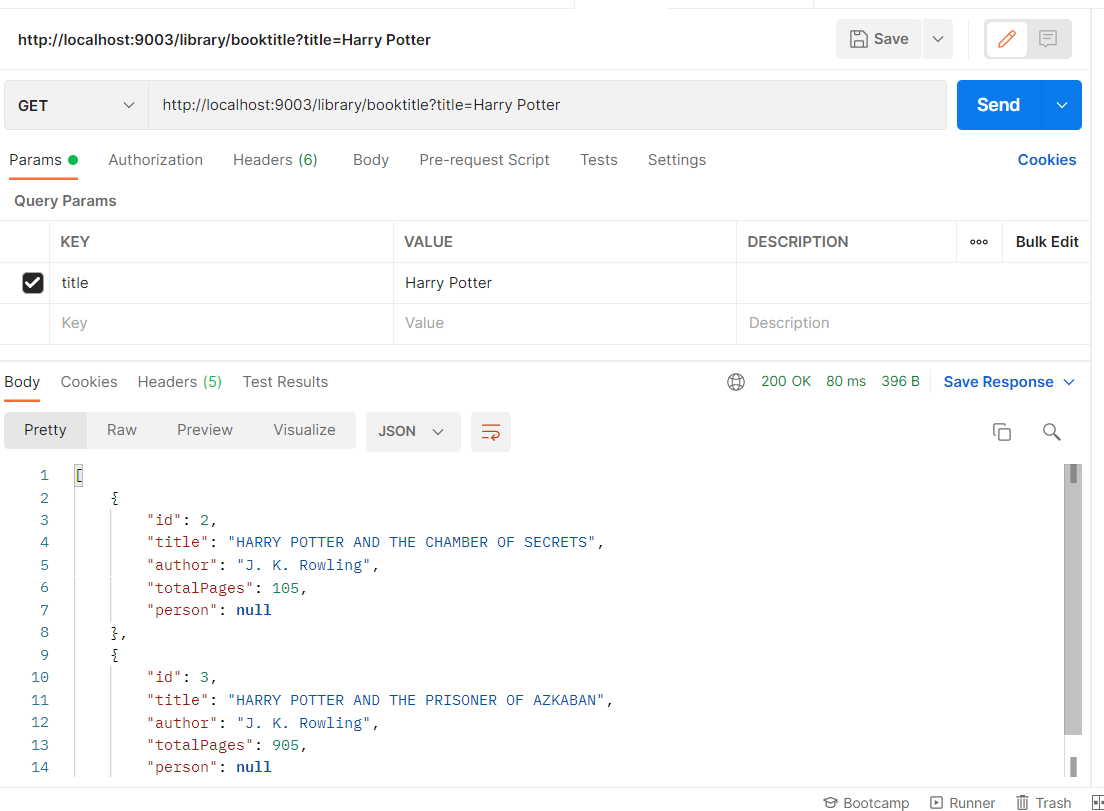 http://localhost:9003/library/booktitle?title=Harry Potter
Save
GET
http://localhost:9003/library/booktitle?title=Harry Potter
Send
Params Authorization Headers (6) Body Pre-request Script Tests Settings Cookies
Query Params
KEY VALUE DESCRIPTION ooo Bulk Edit
title Harry Potter
Key Value Description
Body Cookies Headers (5) Test Results 200 OK 80 ms 396 B Save Response
Pretty Raw Preview Visualize JSON
1 [
2 {
3 "id": 2,
4 "title": "HARRY POTTER AND THE CHAMBER OF SECRETS",
5 "author": "J. K. Rowling",
6 "totalPages": 105,
7 "person": null
8 },
9 {
10 "id": 3,
11 "title": "HARRY POTTER AND THE PRISONER OF AZKABAN",
12 "author": "J. K. Rowling",
13 "totalPages": 905,
14 "person": null
Bootcamp Runner Trash